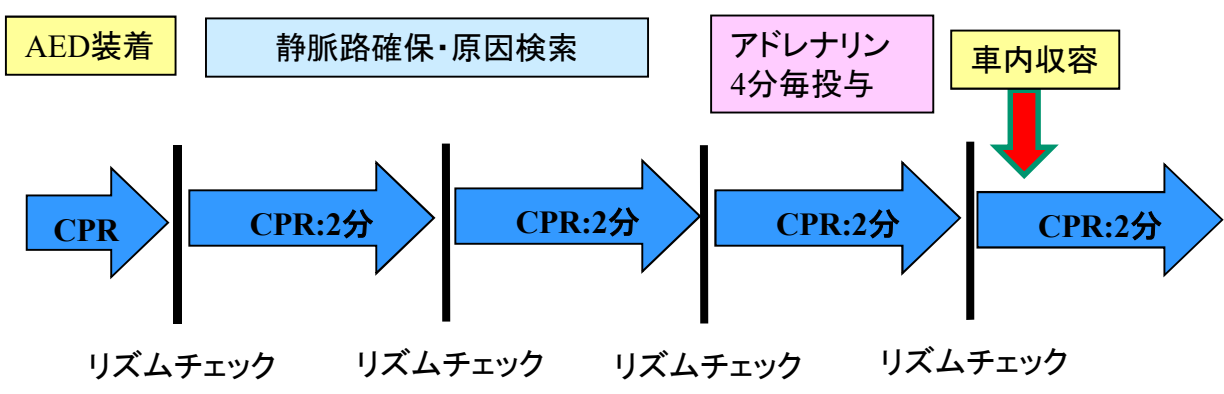 AED装着
静脈路確保・原因検索
アドレナリン
4分毎投与
車内収容
CPR
CPR:2分
CPR:2分
CPR:2分
CPR:2分
リズムチェック
リズムチェック
リズムチェック
リズムチェック